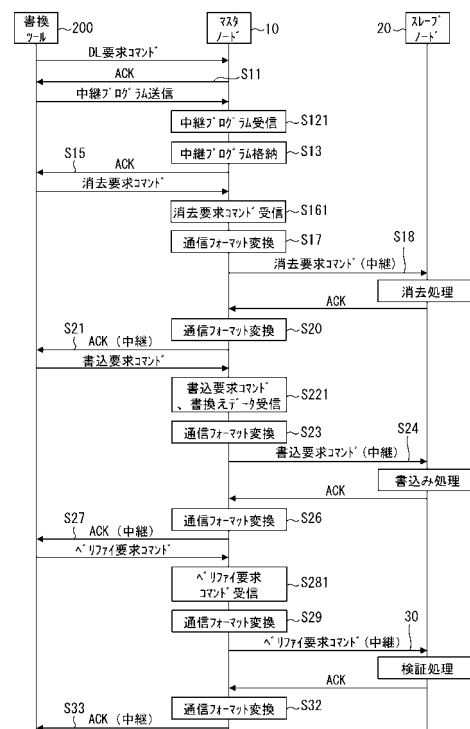 書換
ツール
200
マスタ
ノード
10
スレーブ
ノード
20
DL要求コマンド
ACK
S11
中継プログラム送信
中継プログラム受信
S121
中継プログラム格納
S13
S15
ACK
消去要求コマンド
消去要求コマンド受信
S161
通信フォーマット変換
S17
S18
消去要求コマンド(中継)
消去処理
ACK
通信フォーマット変換
S20
S21
ACK (中継)
書込要求コマンド
書込要求コマンド
、書換えデータ受信
S221
通信フォーマット変換
S23
S24
書込要求コマンド(中継)
書込み処理
ACK
通信フォーマット変換
S26
S27
ACK (中継)
ベリファイ要求コマンド
ベリファイ要求
コマンド受信
S281
通信フォーマット変換
S29
30
ベリファイ要求コマンド(中継)
検証処理
ACK
通信フォーマット変換
S32
S33
ACK (中継)